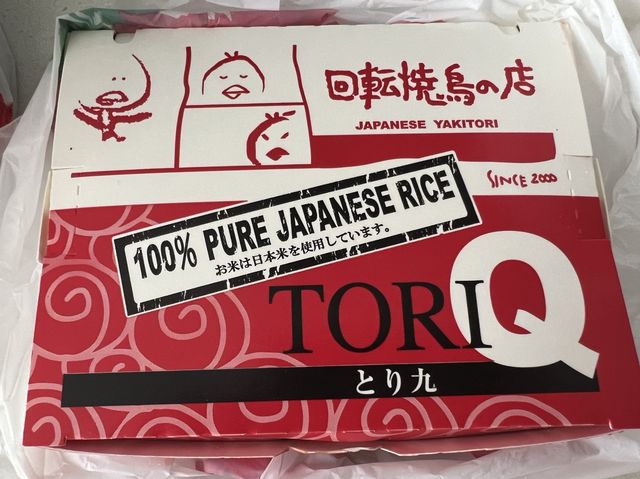 回転焼鳥の店
JAPANESE YAKITORI
SINCE 2000
100% PURE JAPANESE RICE
お米は日本米を使用しています。
TORI Q
とり九